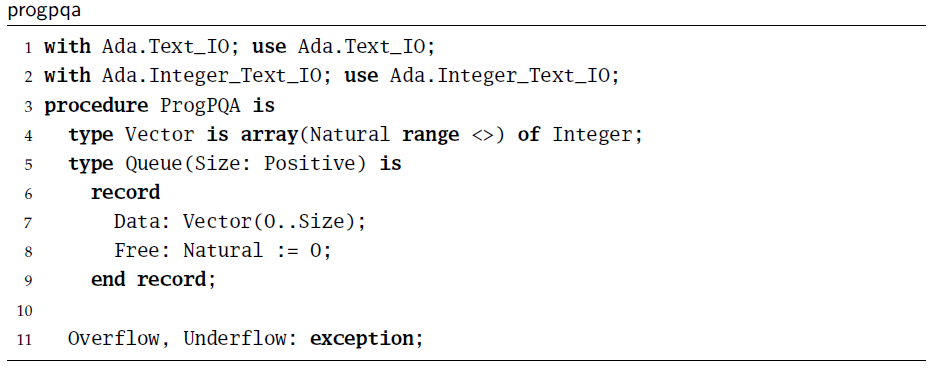 progpqa
1 with Ada.Text_IO; use Ada.Text_IO;
2 with Ada.Integer_Text_IO; use Ada.Integer_Text_IO;
3 procedure ProgPQA is
4 type Vector is array(Natural range <>) of Integer;
5 type Queue(Size: Positive) is
6 record
7 Data: Vector(0..Size);
8 Free: Natural := 0;
9 end record;
10
11 Overflow, Underflow: exception;